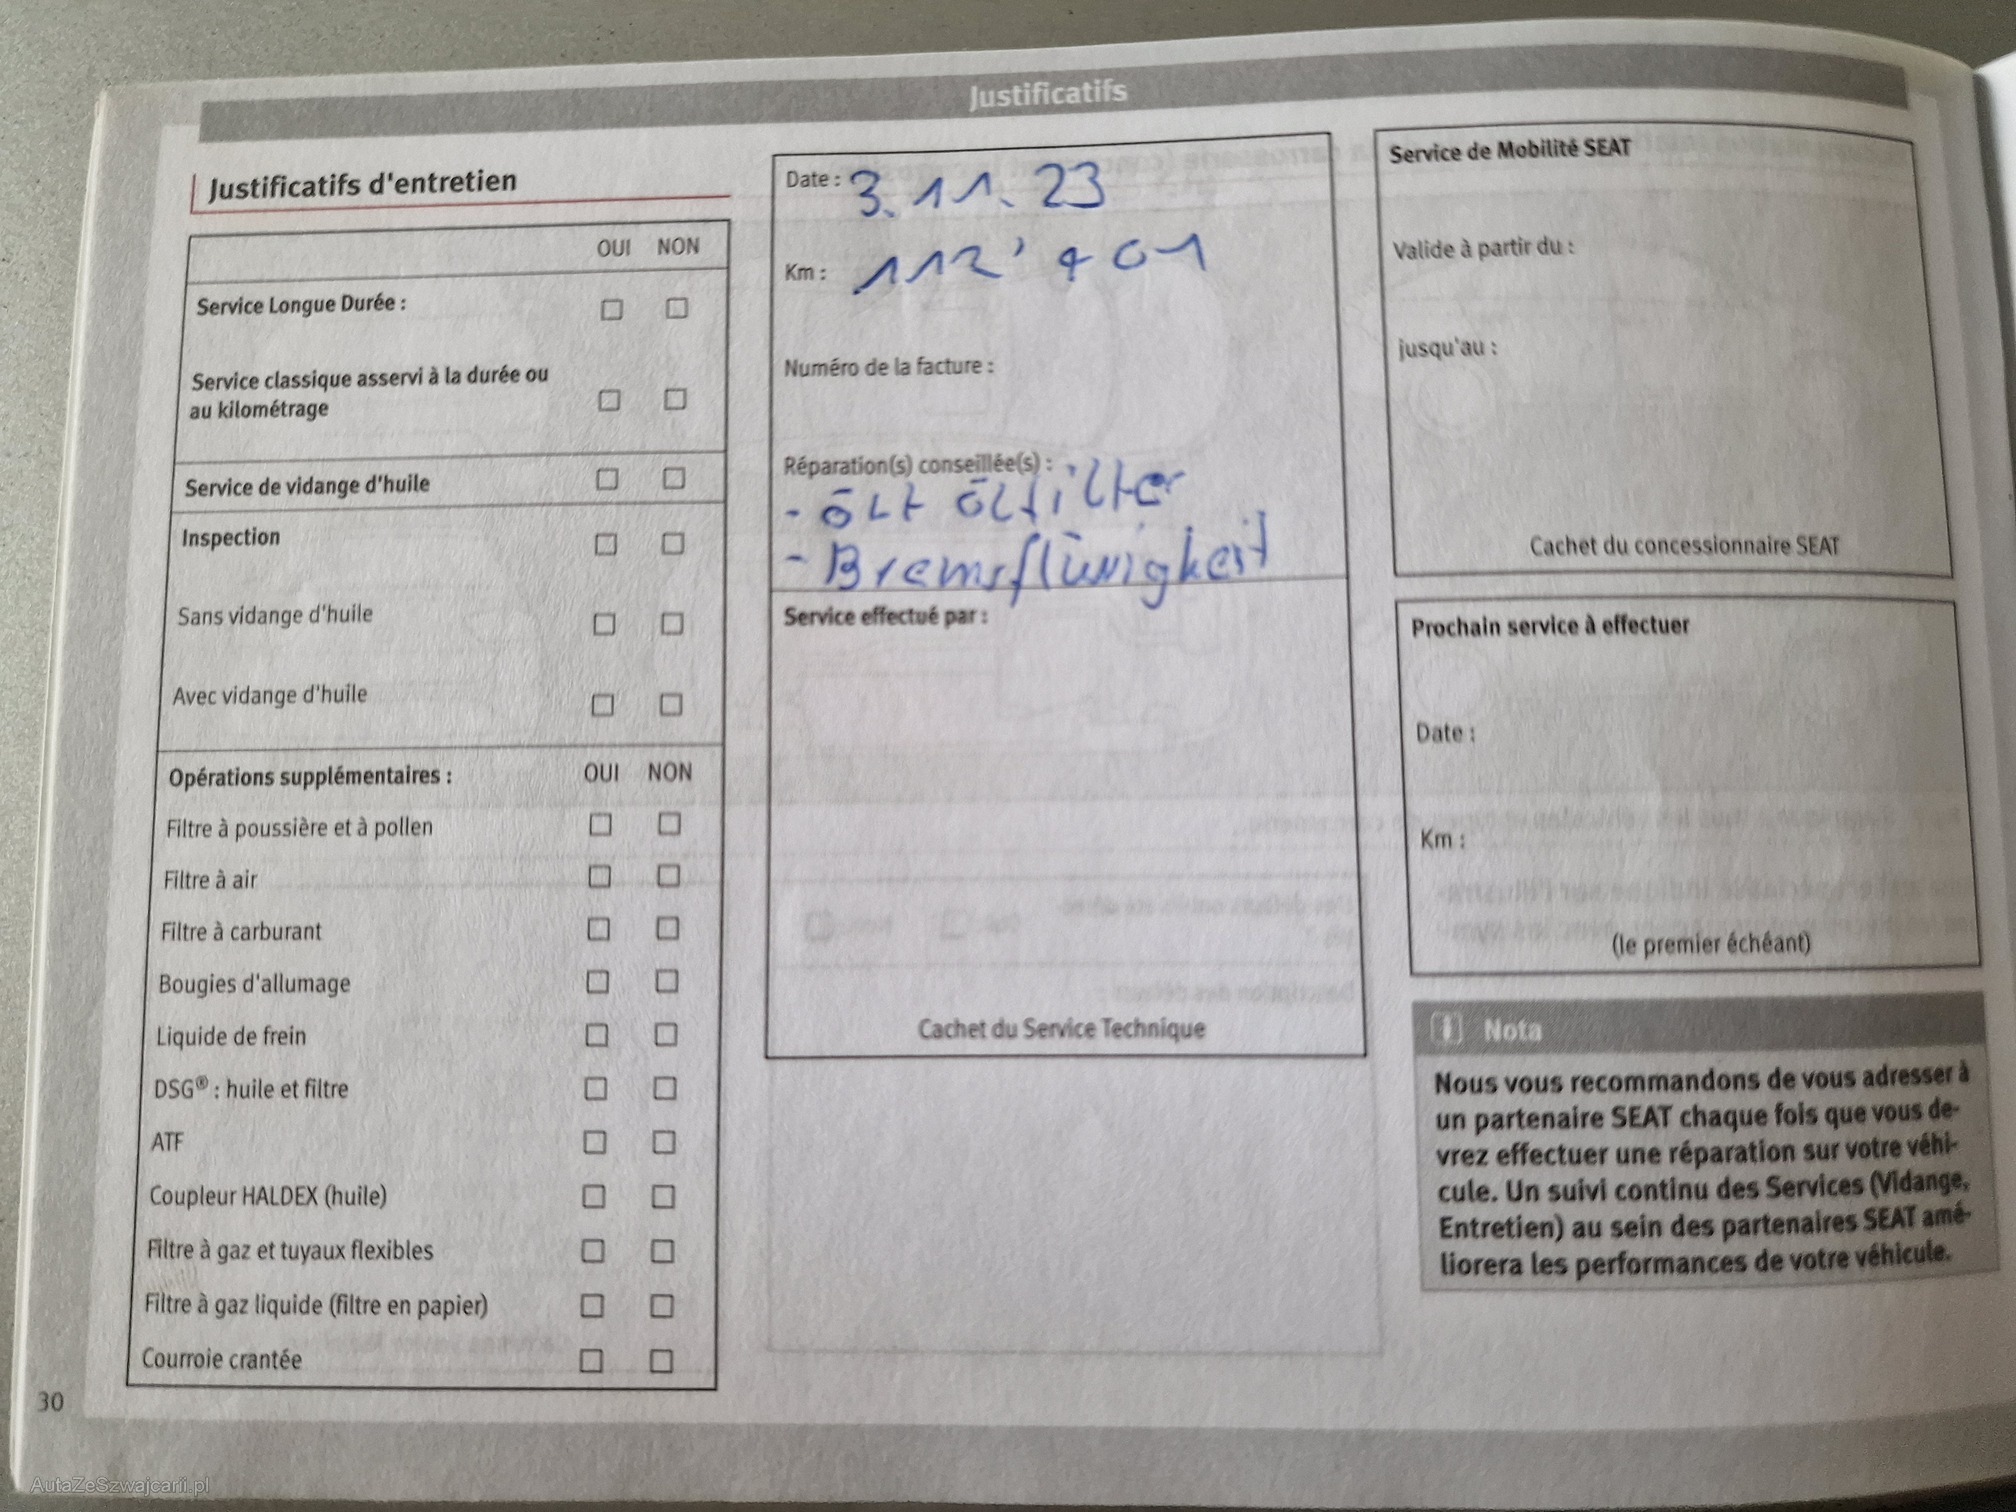 Justificatifs
Justificatifs d'entretien
OUI NON
Service Longue Durée :
Service classique asservi à la durée ou
au kilométrage
Service de vidange d'huile
Inspection
Sans vidange d'huile
Avec vidange d'huile
Opérations supplémentaires : OUI NON
Filtre à poussière et à pollen
Filtre à air
Filtre à carburant
Bougies d'allumage
Liquide de frein
DSG® : huile et filtre
ATF
Coupleur HALDEX (huile)
Filtre à gaz et tuyaux flexibles
Filtre à gaz liquide (filtre en papier)
Courroie crantée
Date : 3.11.23
Km :
Numéro de la facture :
Réparation(s) conseillée(s) :
- Ölfilter
- Bremsflüssigkeit
Service effectué par :
Cachet du Service Technique
Service de Mobilité SEAT
Valide à partir du :
jusqu'au :
Cachet du concessionnaire SEAT
Prochain service à effectuer
Date :
Km :
(le premier échéant)
i Nota
Nous vous recommandons de vous adresser à
un partenaire SEAT chaque fois que vous de-
vrez effectuer une réparation sur votre véhi-
cule. Un suivi continu des Services (Vidange,
Entretien) au sein des partenaires SEAT amé-
liorera les performances de votre véhicule.
30
AutaZeSzwajcarii.pl